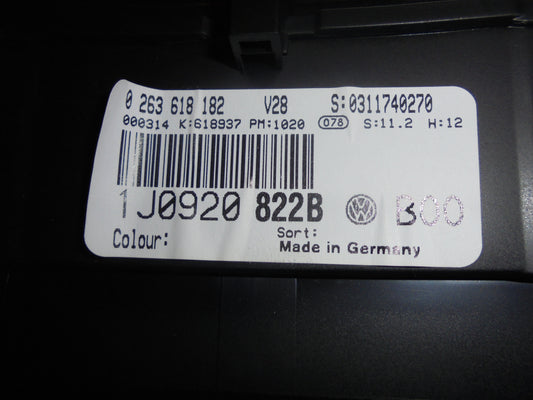 0 263 618 182 V28 S:0311740270
000314 K:618937 PM:1020 078 S:11.2 H:12
1J0920 822B VW B00
Colour: Sort:
Made in Germany